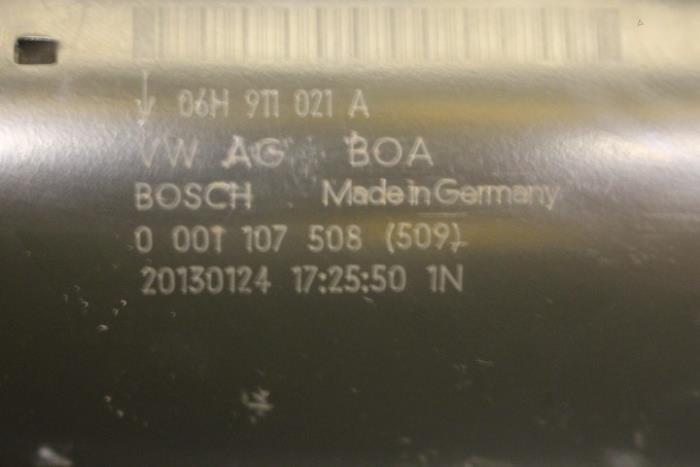 06H 911 021 A
VW AG BOA
BOSCH Made in Germany
0 001 107 508 (509)
20130124 17:25:50 1N